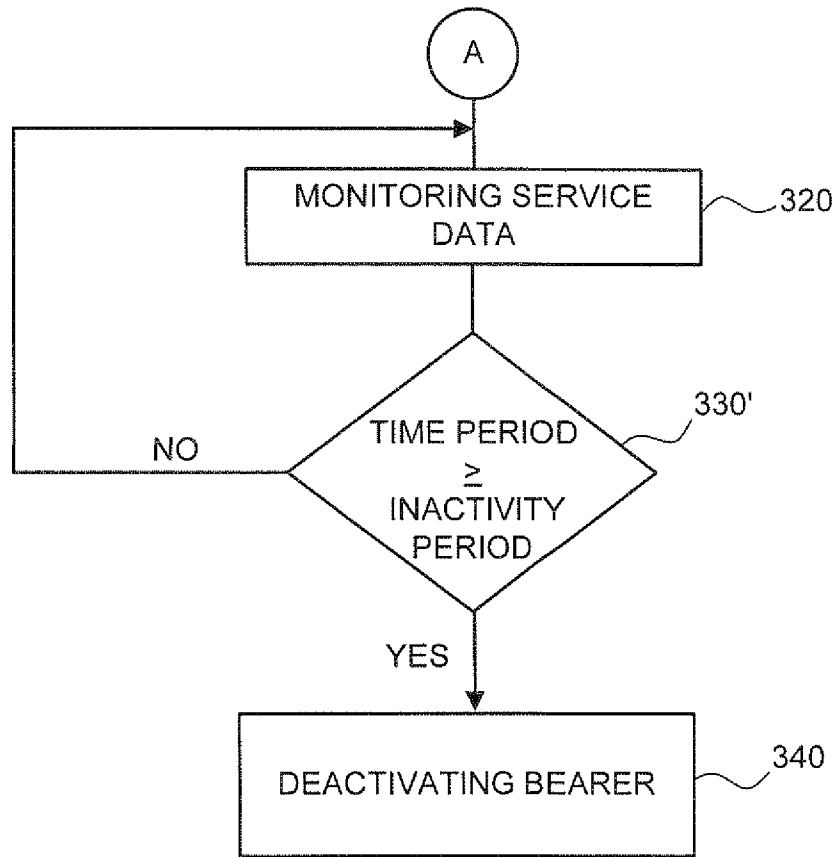 A
MONITORING SERVICE
DATA
320
TIME PERIOD
≥
INACTIVITY
PERIOD
330'
NO
YES
DEACTIVATING BEARER
340